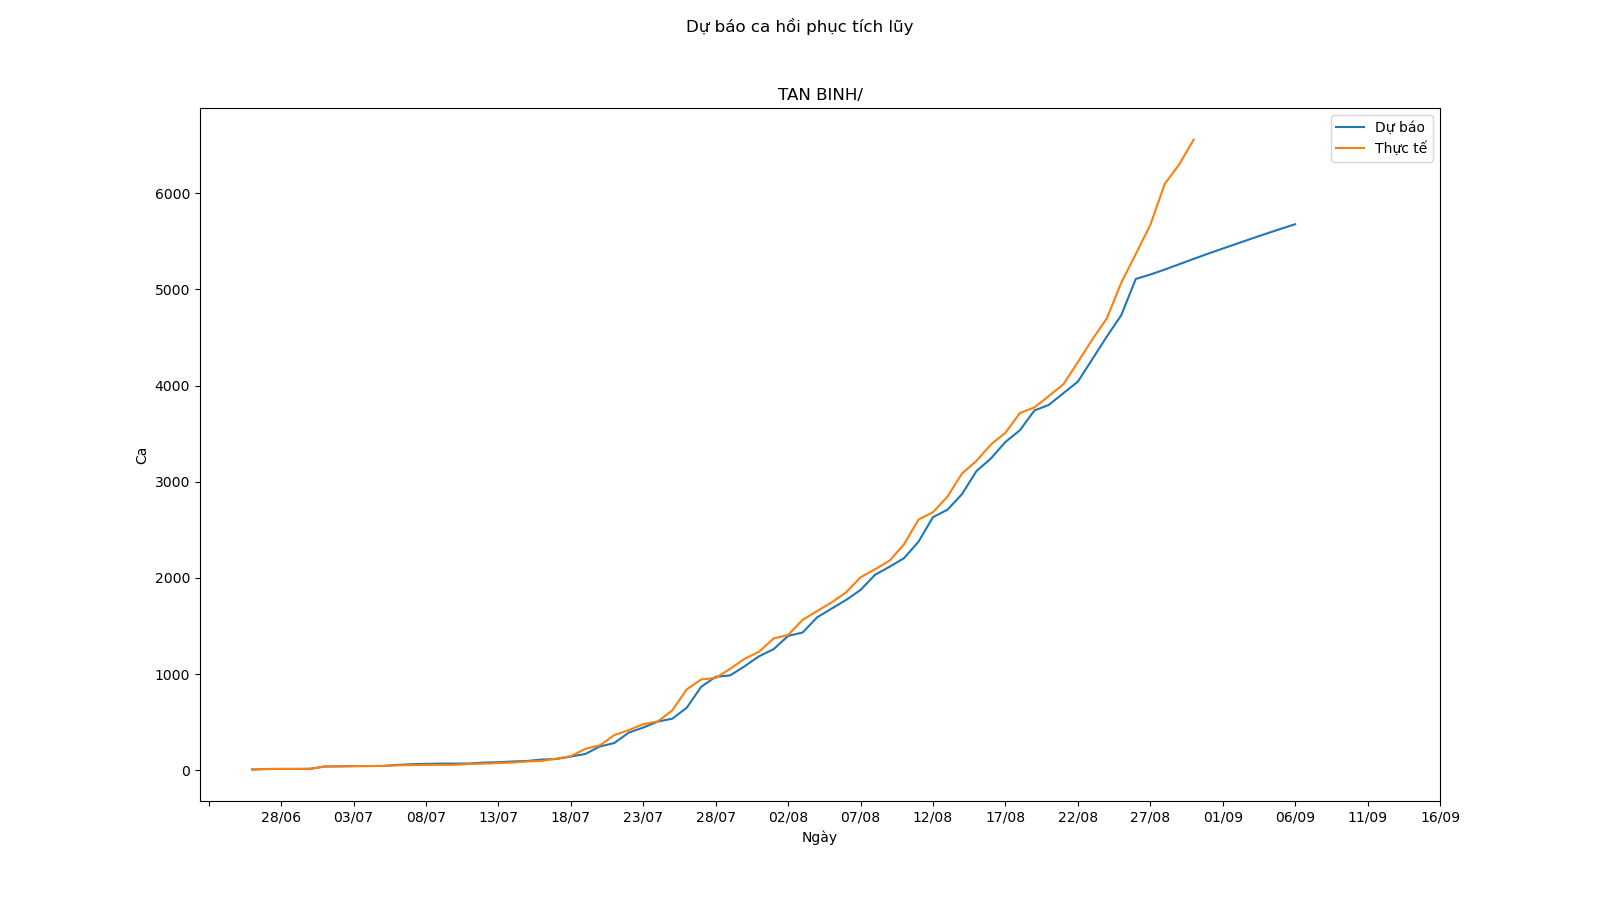 Dự báo ca hồi phục tích lũy
TAN BINH/
Dự báo
Thực tế
6000
5000
4000
3000
2000
1000
0
Ca
28/06 03/07 08/07 13/07 18/07 23/07 28/07 02/08 07/08 12/08 17/08 22/08 27/08 01/09 06/09 11/09 16/09
Ngày